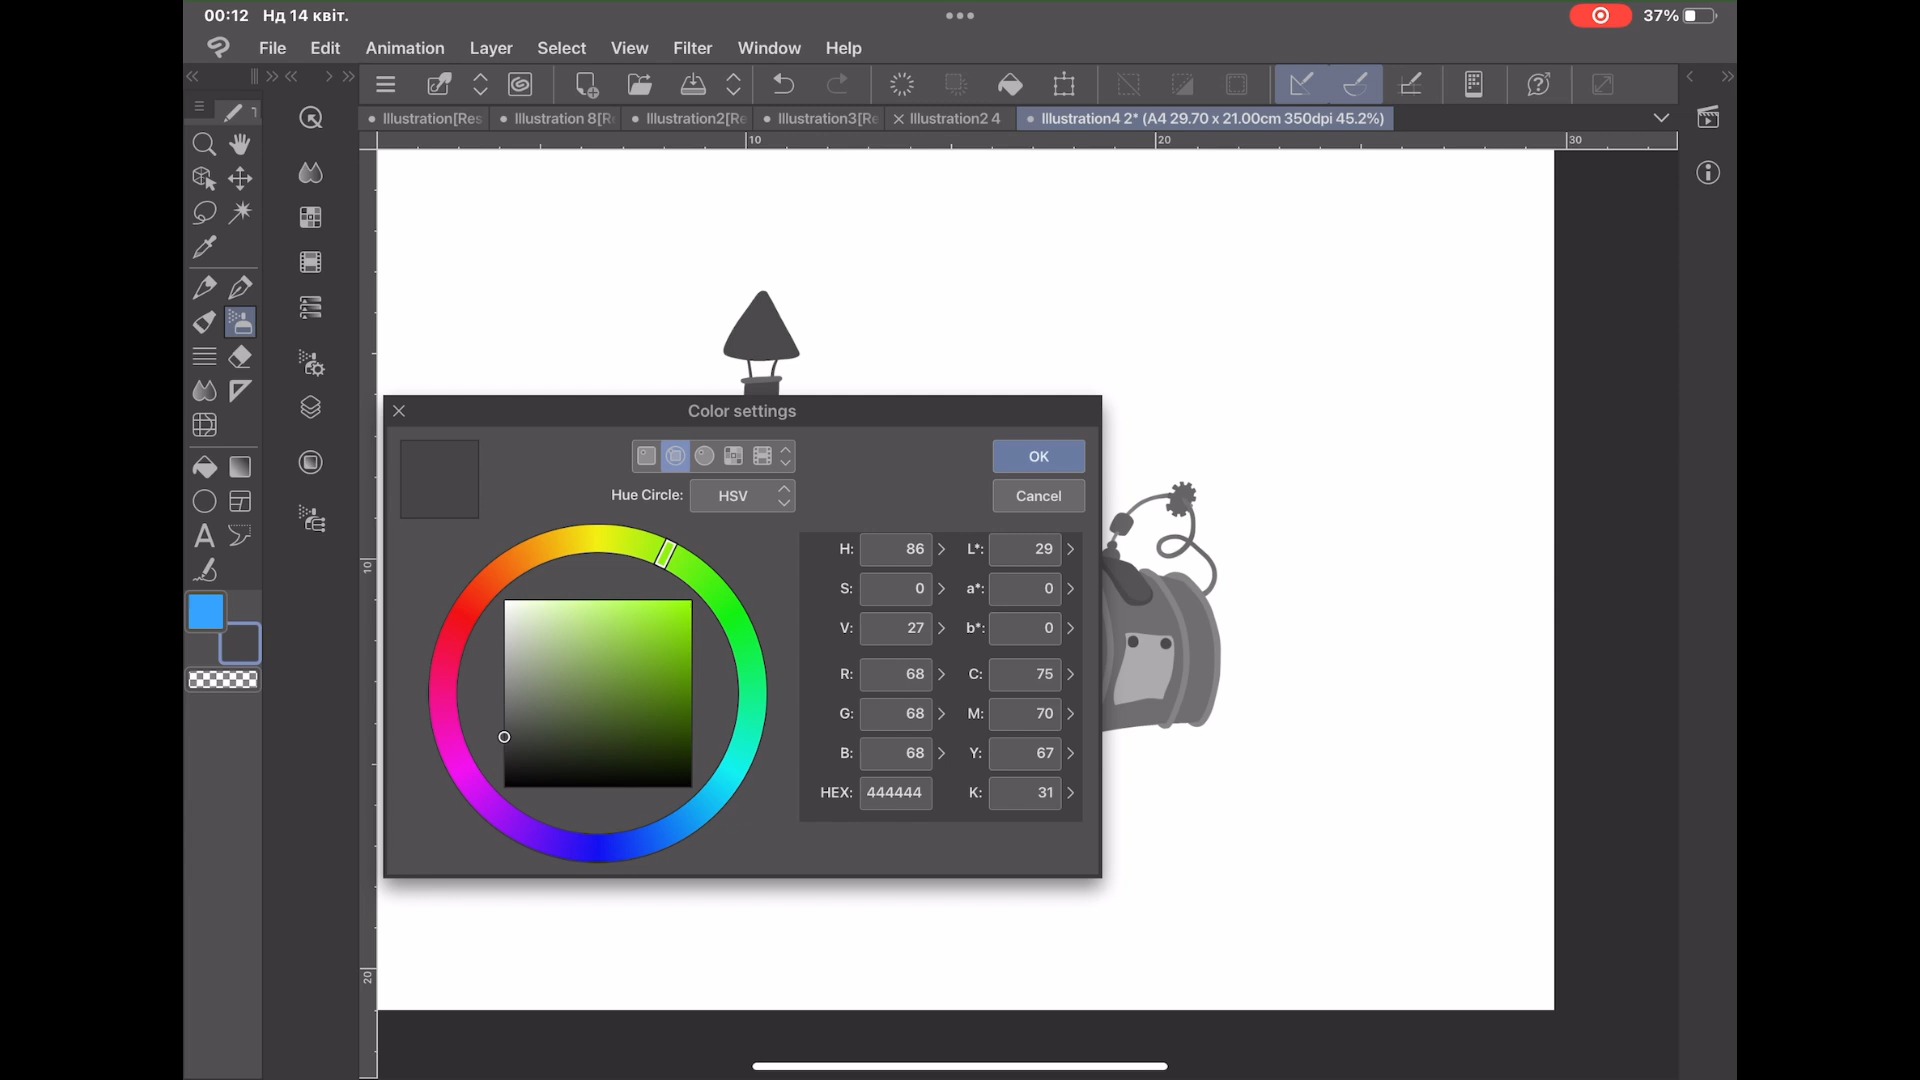 00:12 Нд 14 квіт.
37%
File Edit Animation Layer Select View Filter Window Help
Illustration[Res Illustration 8[R Illustration2[Re Illustration3[Re Illustration2 4 Illustration4 2* (A4 29.70 x 21.00cm 350dpi 45.2%)
10 20 30
Color settings
OK
Hue Circle: HSV
Cancel
H: 86 L*: 29
S: 0 a*: 0
V: 27 b*: 0
R: 68 C: 75
G: 68 M: 70
B: 68 Y: 67
HEX: 444444 K: 31
10
20